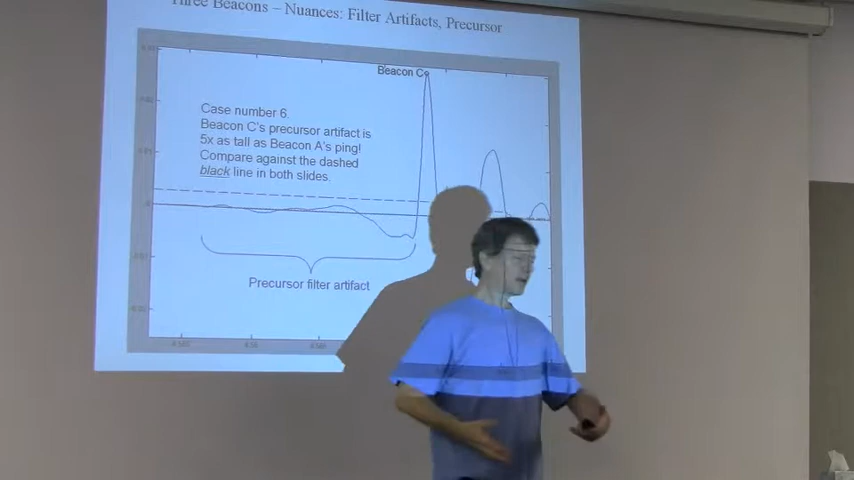 Three Beacons – Nuances: Filter Artifacts, Precursor
Beacon C
Case number 6.
Beacon C's precursor artifact is
5x as tall as Beacon A's ping!
Compare against the dashed
black line in both slides.
Precursor filter artifact